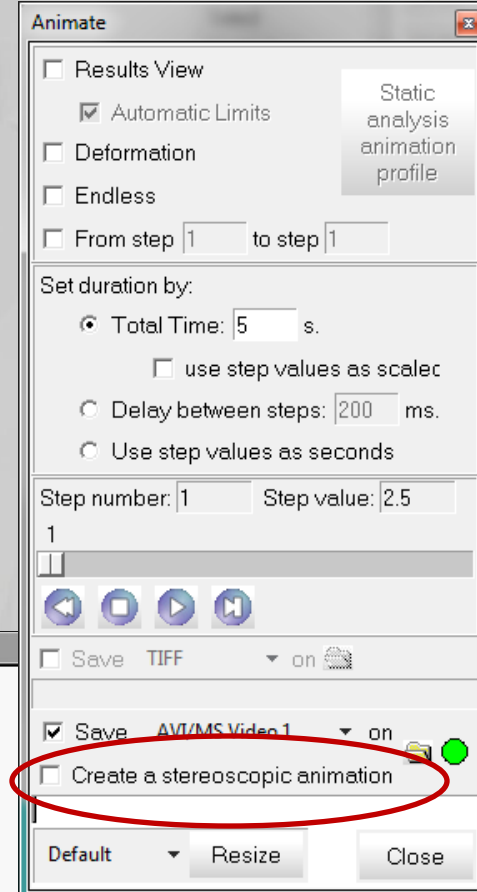 Animate
Results View
Automatic Limits
Static
analysis
animation
profile
Deformation
Endless
From step 1 to step 1
Set duration by:
Total Time: 5 s.
use step values as scalec
Delay between steps: 200 ms.
Use step values as seconds
Step number: 1 Step value: 2.5
1
Save TIFF on
Save AVI/MS Video 1 on
Create a stereoscopic animation
Default Resize Close